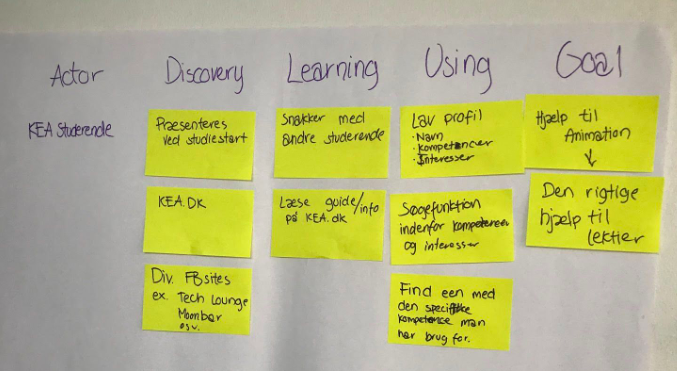 Actor
Discovery
Learning
Using
Goal
KEA Studerende
Præsenteres
ved studiestart
KEA.DK
Div. FB sites
ex. Tech Lounge
Moonbar
osv.
Snakker med
andre studerende
Læse guide/info
på KEA.dk
Lav profil
· Navn
· Kompetencer
· Interesser
Søgefunktion
indenfor kompetencer
og interesser
Find een med
den specifikke
kompetence man
har brug for.
Hjælp til
Animation
↓
Den rigtige
hjælp til
lektier